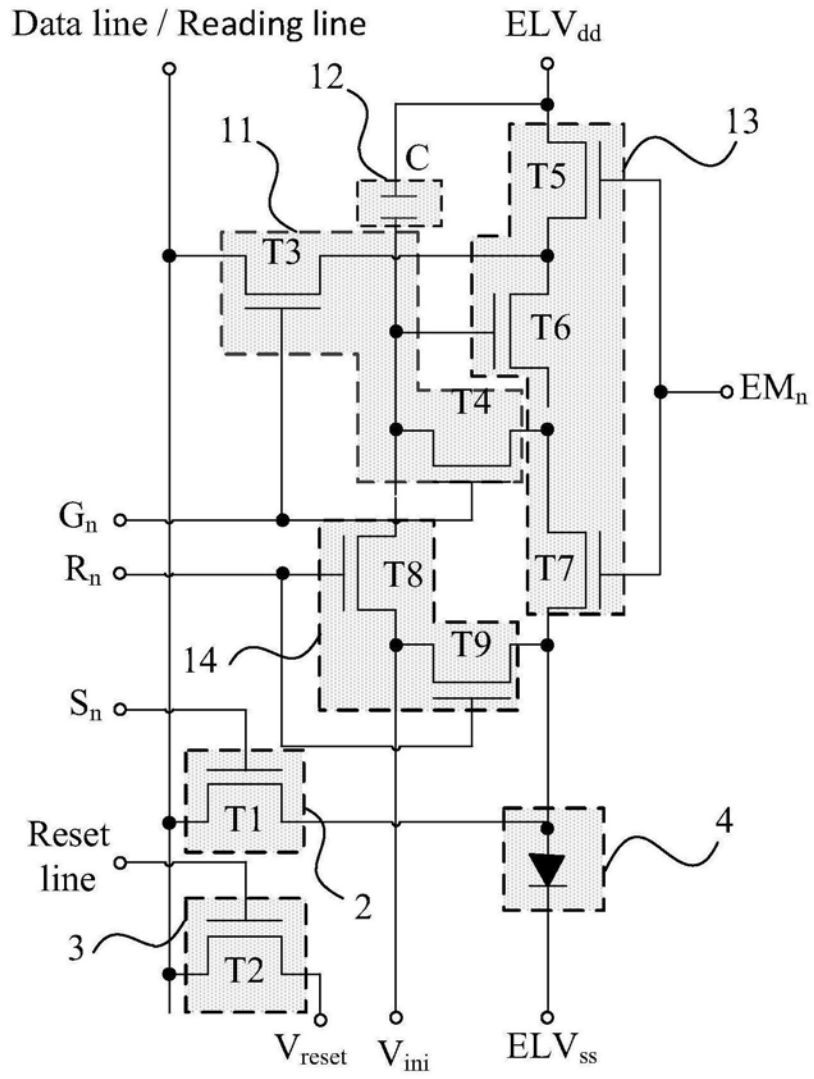 Data line / Reading line
ELVdd
12
11
C
13
T5
T3
T6
EMn
T4
Gn
Rn
T8
T7
14
T9
Sn
T1
4
Reset
line
2
3
T2
Vreset
Vini
ELVss